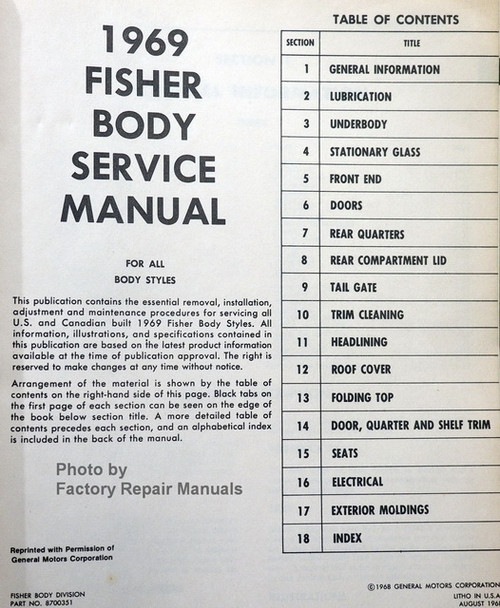 1969
FISHER
BODY
SERVICE
MANUAL
FOR ALL
BODY STYLES
This publication contains the essential removal, installation,
adjustment and maintenance procedures for servicing all
U.S. and Canadian built 1969 Fisher Body Styles. All
information, illustrations, and specifications contained in
this publication are based on the latest product information
available at the time of publication approval. The right is
reserved to make changes at any time without notice.
Arrangement of the material is shown by the table of
contents on the right-hand side of this page. Black tabs on
the first page of each section can be seen on the edge of
the book below section title. A more detailed table of
contents precedes each section, and an alphabetical index
is included in the back of the manual.
Photo by
Factory Repair Manuals
Reprinted with Permission of
General Motors Corporation
FISHER BODY DIVISION
PART NO. 8700351
TABLE OF CONTENTS
SECTION TITLE
1 GENERAL INFORMATION
2 LUBRICATION
3 UNDERBODY
4 STATIONARY GLASS
5 FRONT END
6 DOORS
7 REAR QUARTERS
8 REAR COMPARTMENT LID
9 TAIL GATE
10 TRIM CLEANING
11 HEADLINING
12 ROOF COVER
13 FOLDING TOP
14 DOOR, QUARTER AND SHELF TRIM
15 SEATS
16 ELECTRICAL
17 EXTERIOR MOLDINGS
18 INDEX
©1968 GENERAL MOTORS CORPORATION
LITHO IN U.S.A
AUGUST 196